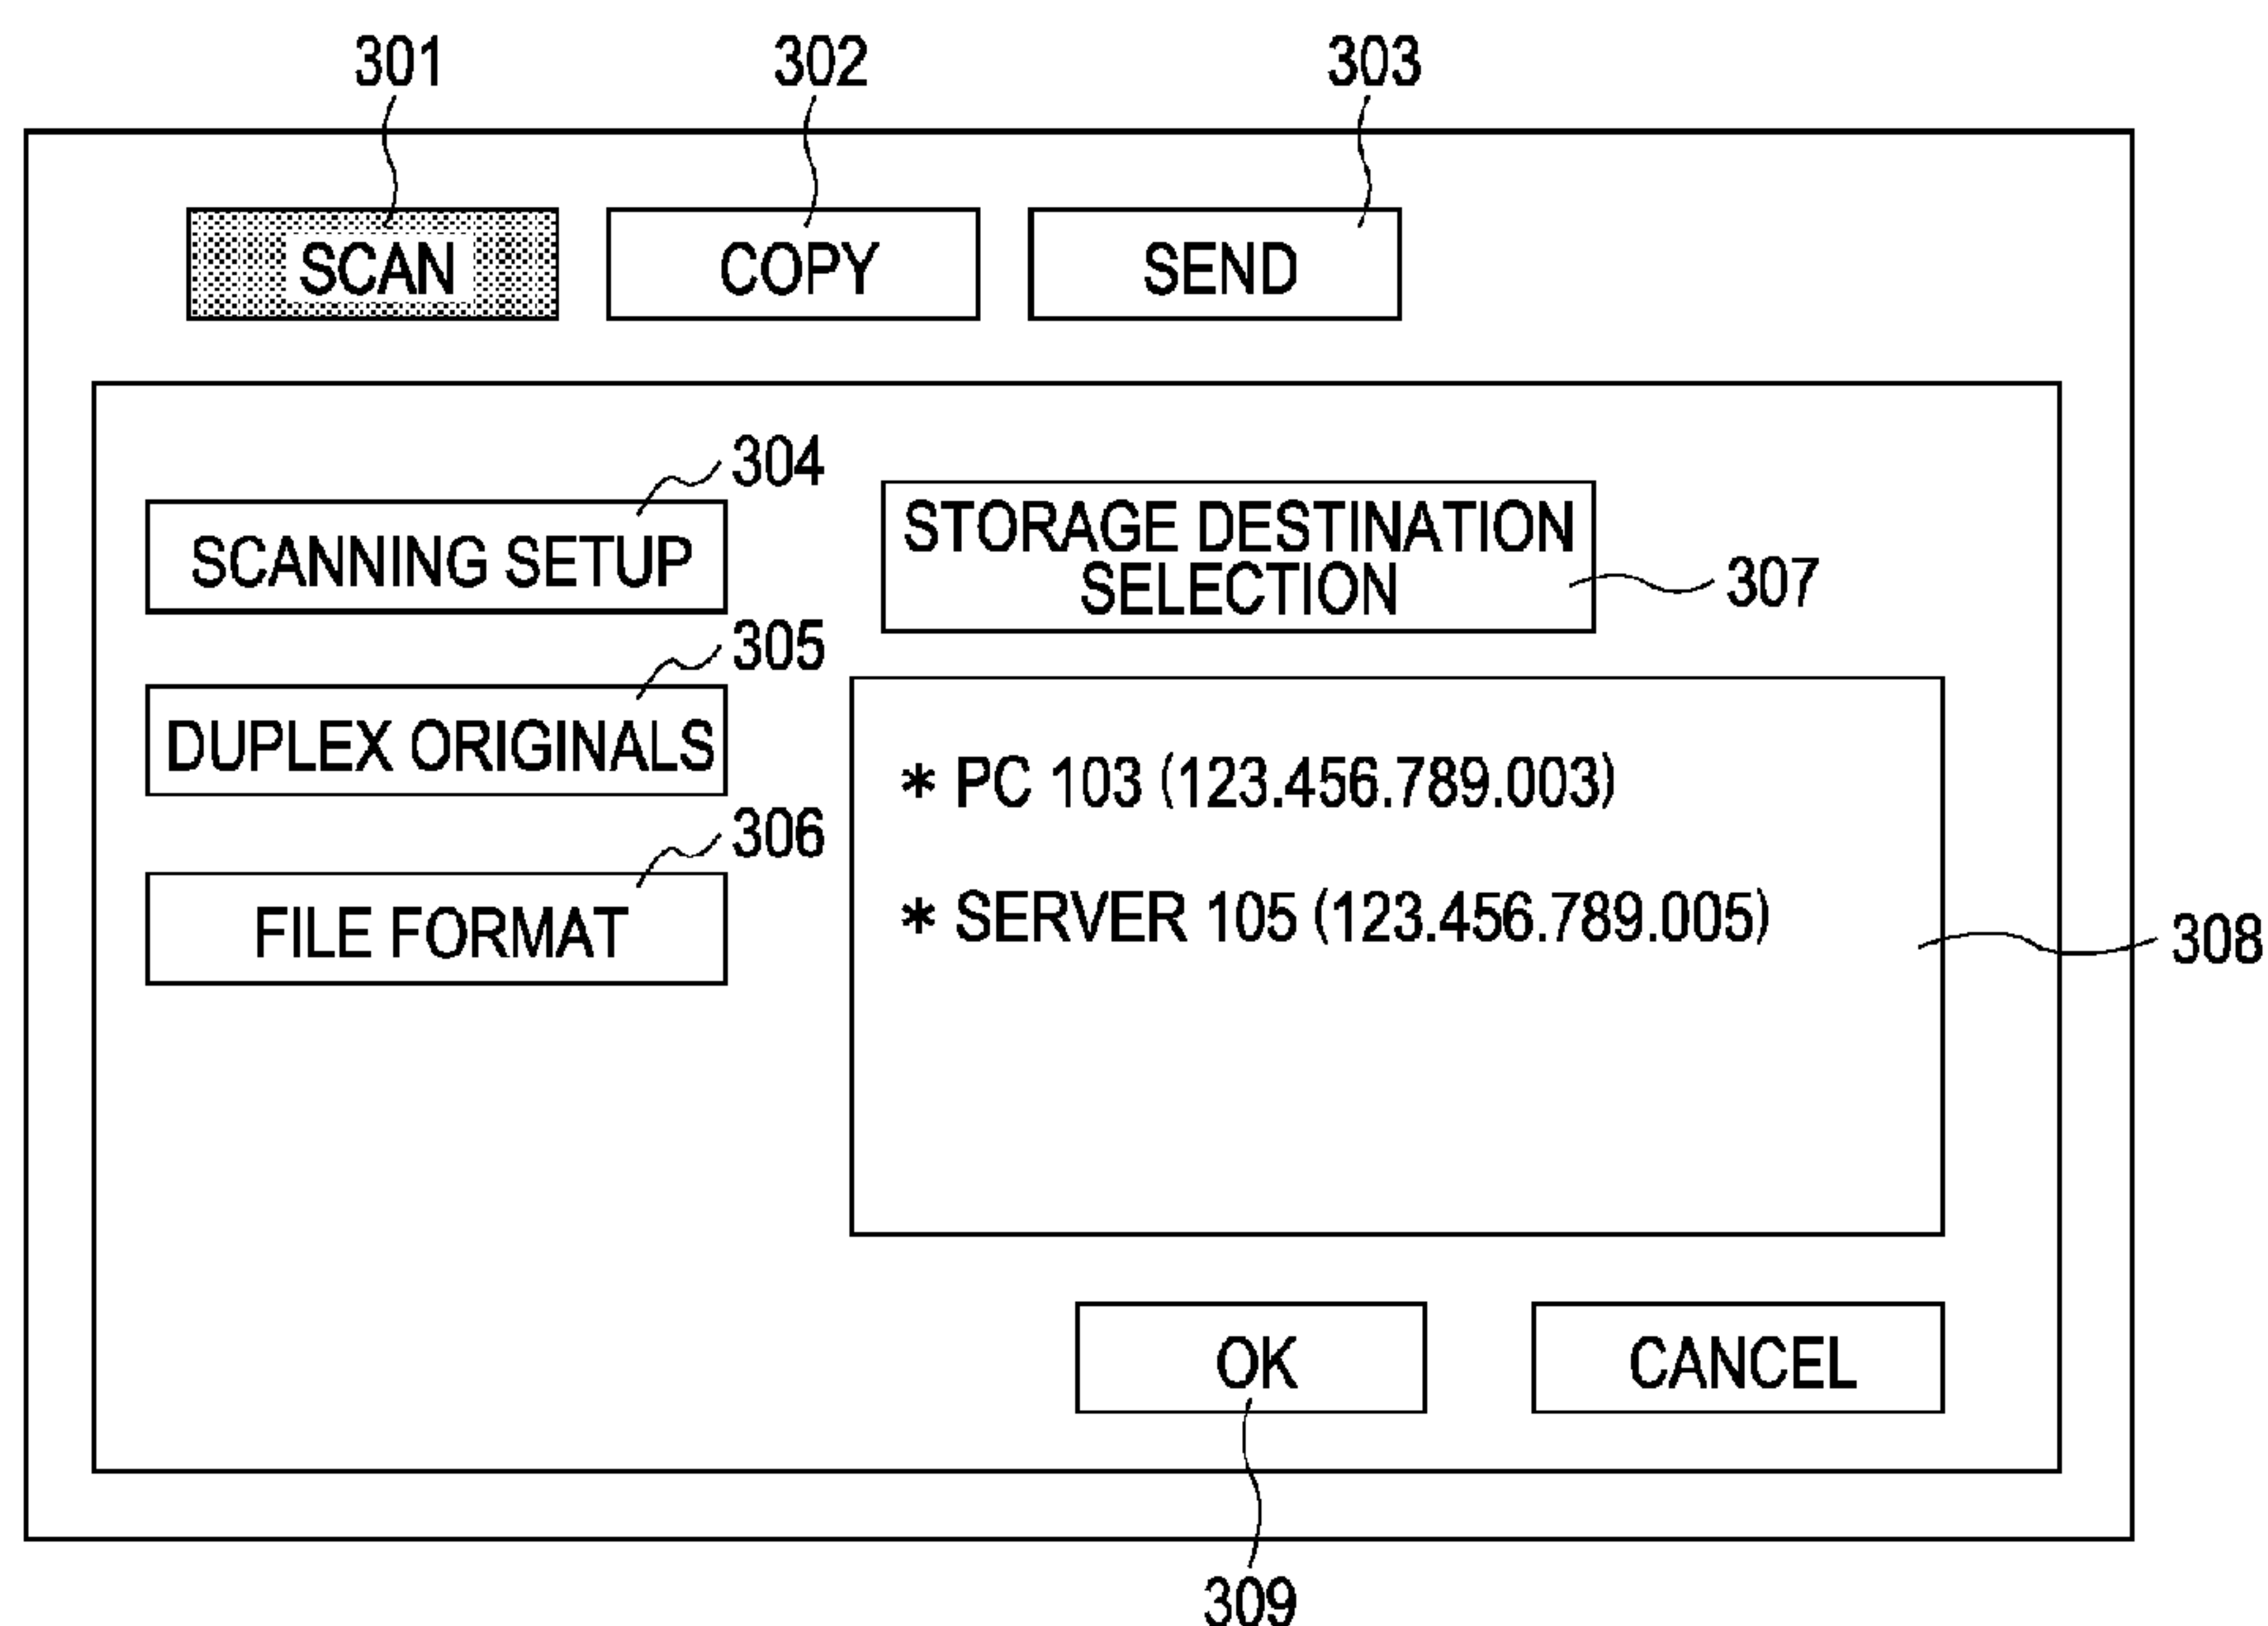 301
302
303
SCAN
COPY
SEND
304
SCANNING SETUP
305
DUPLEX ORIGINALS
306
FILE FORMAT
STORAGE DESTINATION
SELECTION
307
* PC 103 (123.456.789.003)
* SERVER 105 (123.456.789.005)
308
OK
CANCEL
309